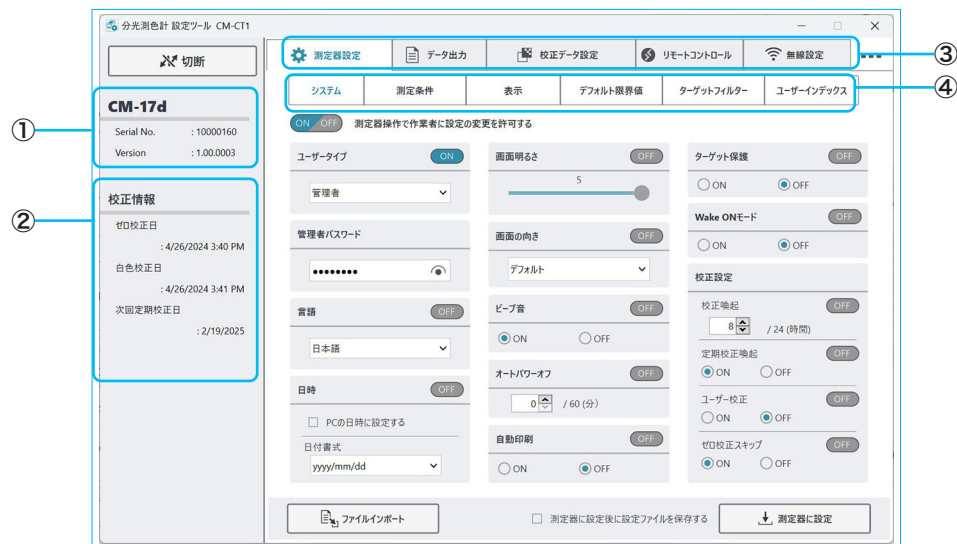 分光測色計 設定ツール CM-CT1
切断
測定器設定
データ出力
校正データ設定
リモートコントロール
無線設定
③
システム
測定条件
表示
デフォルト限界値
ターゲットフィルター
ユーザーインデックス
④
①
CM-17d
Serial No. : 10000160
Version : 1.00.0003
②
校正情報
ゼロ校正日
: 4/26/2024 3:40 PM
白色校正日
: 4/26/2024 3:41 PM
次回定期校正日
: 2/19/2025
ON OFF 測定器操作で作業者に設定の変更を許可する
ユーザータイプ ON
管理者
管理者パスワード
言語 OFF
日本語
日時 OFF
PCの日時に設定する
日付書式
yyyy/mm/dd
画面明るさ OFF
5
画面の向き OFF
デフォルト
ビープ音 OFF
ON OFF
オートパワーオフ OFF
0 / 60 (分)
自動印刷 OFF
ON OFF
ターゲット保護 OFF
ON OFF
Wake ONモード OFF
ON OFF
校正設定
校正喚起 OFF
8 / 24 (時間)
定期校正喚起 OFF
ON OFF
ユーザー校正 OFF
ON OFF
ゼロ校正スキップ OFF
ON OFF
ファイルインポート
測定器に設定後に設定ファイルを保存する
測定器に設定